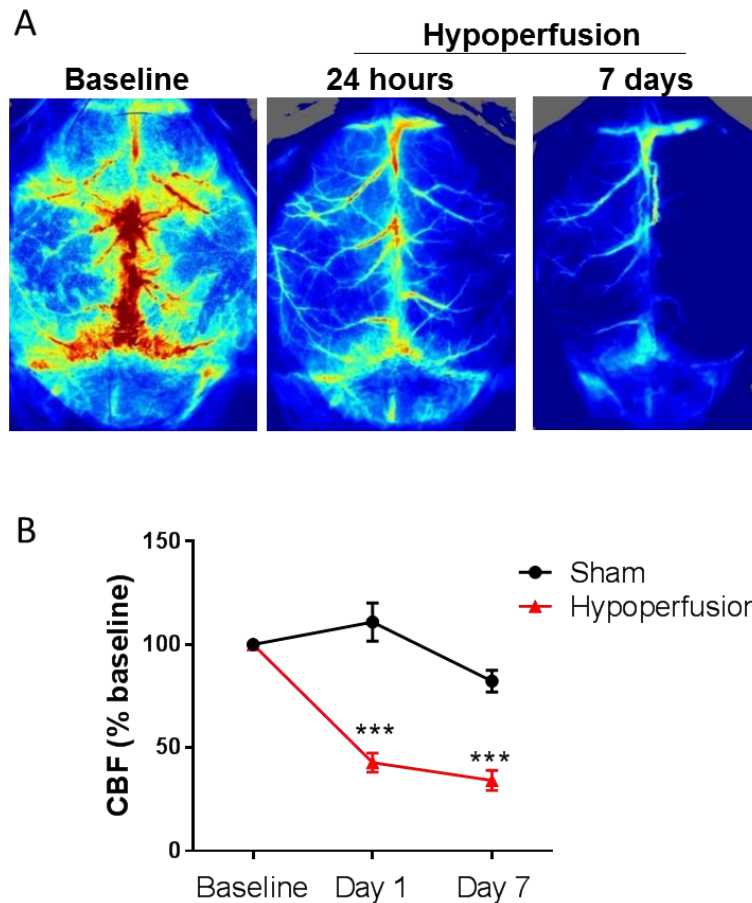 A
Hypoperfusion
Baseline
24 hours
7 days
B
CBF (% baseline)
150
100
50
0
***
***
Baseline
Day 1
Day 7
Sham
Hypoperfusion